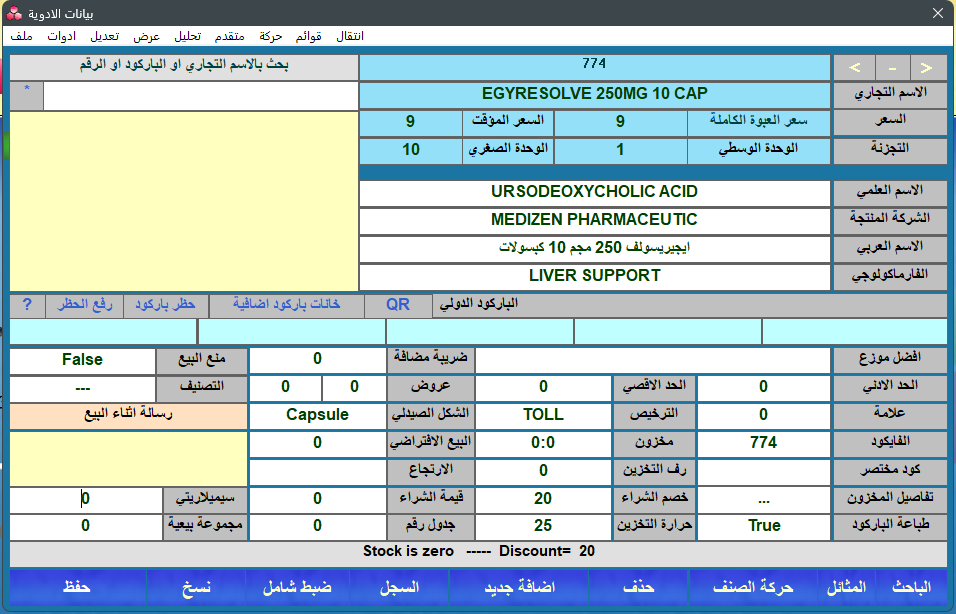 بيانات الادوية
ملف ادوات تعديل عرض تحليل متقدم حركة قوائم انتقال
< - > 774 بحث بالاسم التجاري او الباركود او الرقم
الاسم التجاري EGYRESOLVE 250MG 10 CAP *
السعر سعر العبوة الكاملة 9 السعر المؤقت 9
التجزئة الوحدة الوسطي 1 الوحدة الصغري 10
الاسم العلمي URSODEOXYCHOLIC ACID
الشركة المنتجة MEDIZEN PHARMACEUTIC
الاسم العربي ايجيريسولف 250 مجم 10 كبسولات
الفارماكولوجي LIVER SUPPORT
الباركود الدولي QR خانات باركود اضافية حظر باركود رفع الحظر ?
افضل موزع ضريبة مضافة 0 منع البيع False
الحد الادني 0 الحد الاقصي 0 عروض 0 0 التصنيف ---
علامة 0 الترخيص TOLL الشكل الصيدلي Capsule رسالة اثناء البيع
الفايكود 774 مخزون 0:0 البيع الافتراضي 0
كود مختصر رف التخزين 0 الارتجاع
تفاصيل المخزون ... خصم الشراء 20 قيمة الشراء 0 سيميلاريتي 0
طباعة الباركود True حرارة التخزين 25 جدول رقم 0 مجموعة بيعية 0
Stock is zero ----- Discount= 20
الباحث المثائل حركة الصنف حذف اضافة جديد السجل ضبط شامل نسخ حفظ